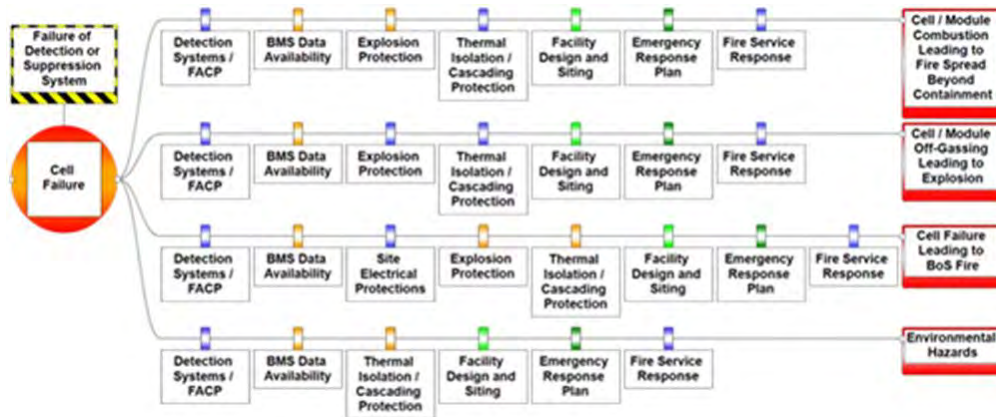 Failure of
Detection or
Suppression
System
Cell
Failure
Detection
Systems /
FACP
BMS Data
Availability
Explosion
Protection
Thermal
Isolation /
Cascading
Protection
Facility
Design and
Siting
Emergency
Response
Plan
Fire Service
Response
Cell / Module
Combustion
Leading to
Fire Spread
Beyond
Containment
Detection
Systems /
FACP
BMS Data
Availability
Explosion
Protection
Thermal
Isolation /
Cascading
Protection
Facility
Design and
Siting
Emergency
Response
Plan
Fire Service
Response
Cell / Module
Off-Gassing
Leading to
Explosion
Detection
Systems /
FACP
BMS Data
Availability
Site
Electrical
Protections
Explosion
Protection
Thermal
Isolation /
Cascading
Protection
Facility
Design and
Siting
Emergency
Response
Plan
Fire Service
Response
Cell Failure
Leading to
BoS Fire
Detection
Systems /
FACP
BMS Data
Availability
Thermal
Isolation /
Cascading
Protection
Facility
Design and
Siting
Emergency
Response
Plan
Fire Service
Response
Environmental
Hazards